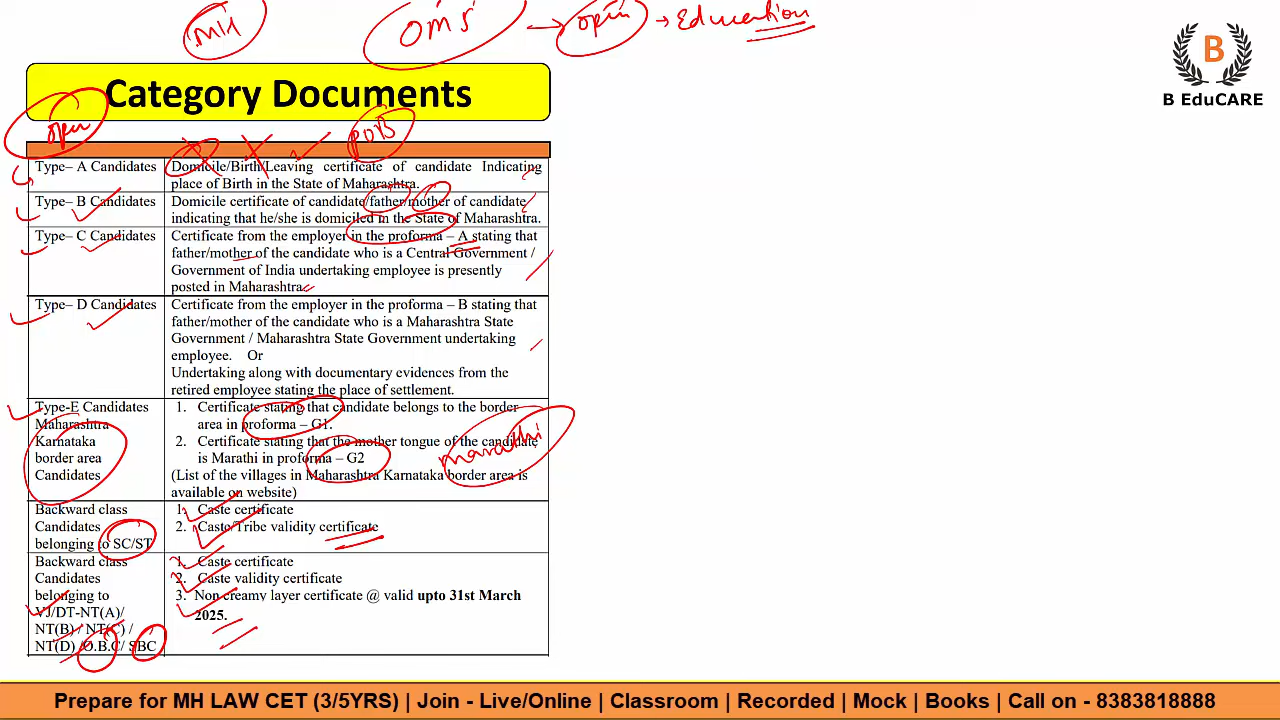 MH
OMS → open → Education
B
B EduCARE
Category Documents
open
POB
Type– A Candidates
Domicile/Birth/Leaving certificate of candidate Indicating
place of Birth in the State of Maharashtra.
Type– B Candidates
Domicile certificate of candidate/father/mother of candidate
indicating that he/she is domiciled in the State of Maharashtra.
Type– C Candidates
Certificate from the employer in the proforma – A stating that
father/mother of the candidate who is a Central Government /
Government of India undertaking employee is presently
posted in Maharashtra.
Type– D Candidates
Certificate from the employer in the proforma – B stating that
father/mother of the candidate who is a Maharashtra State
Government / Maharashtra State Government undertaking
employee. Or
Undertaking along with documentary evidences from the
retired employee stating the place of settlement.
Type-E Candidates
Maharashtra
Karnataka
border area
Candidates
1. Certificate stating that candidate belongs to the border
area in proforma – G1.
2. Certificate stating that the mother tongue of the candidate
is Marathi in proforma – G2
(List of the villages in Maharashtra Karnataka border area is
available on website)
marathi
Backward class
Candidates
belonging to SC/ST
1. Caste certificate
2. Caste/Tribe validity certificate
Backward class
Candidates
belonging to
VJ/DT-NT(A)/
NT(B) / NT(C) /
NT(D) /O.B.C/ SBC
1. Caste certificate
2. Caste validity certificate
3. Non creamy layer certificate @ valid upto 31st March
2025.
Prepare for MH LAW CET (3/5YRS) | Join - Live/Online | Classroom | Recorded | Mock | Books | Call on - 8383818888